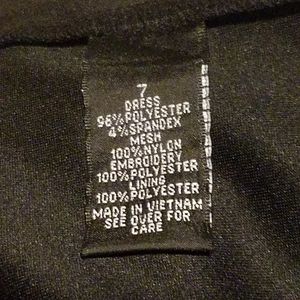 7
DRESS
96%POLYESTER
4%SPANDEX
MESH
100%NYLON
EMBROIDERY
100%POLYESTER
LINING
100%POLYESTER
MADE IN VIETNAM
SEE OVER FOR
CARE